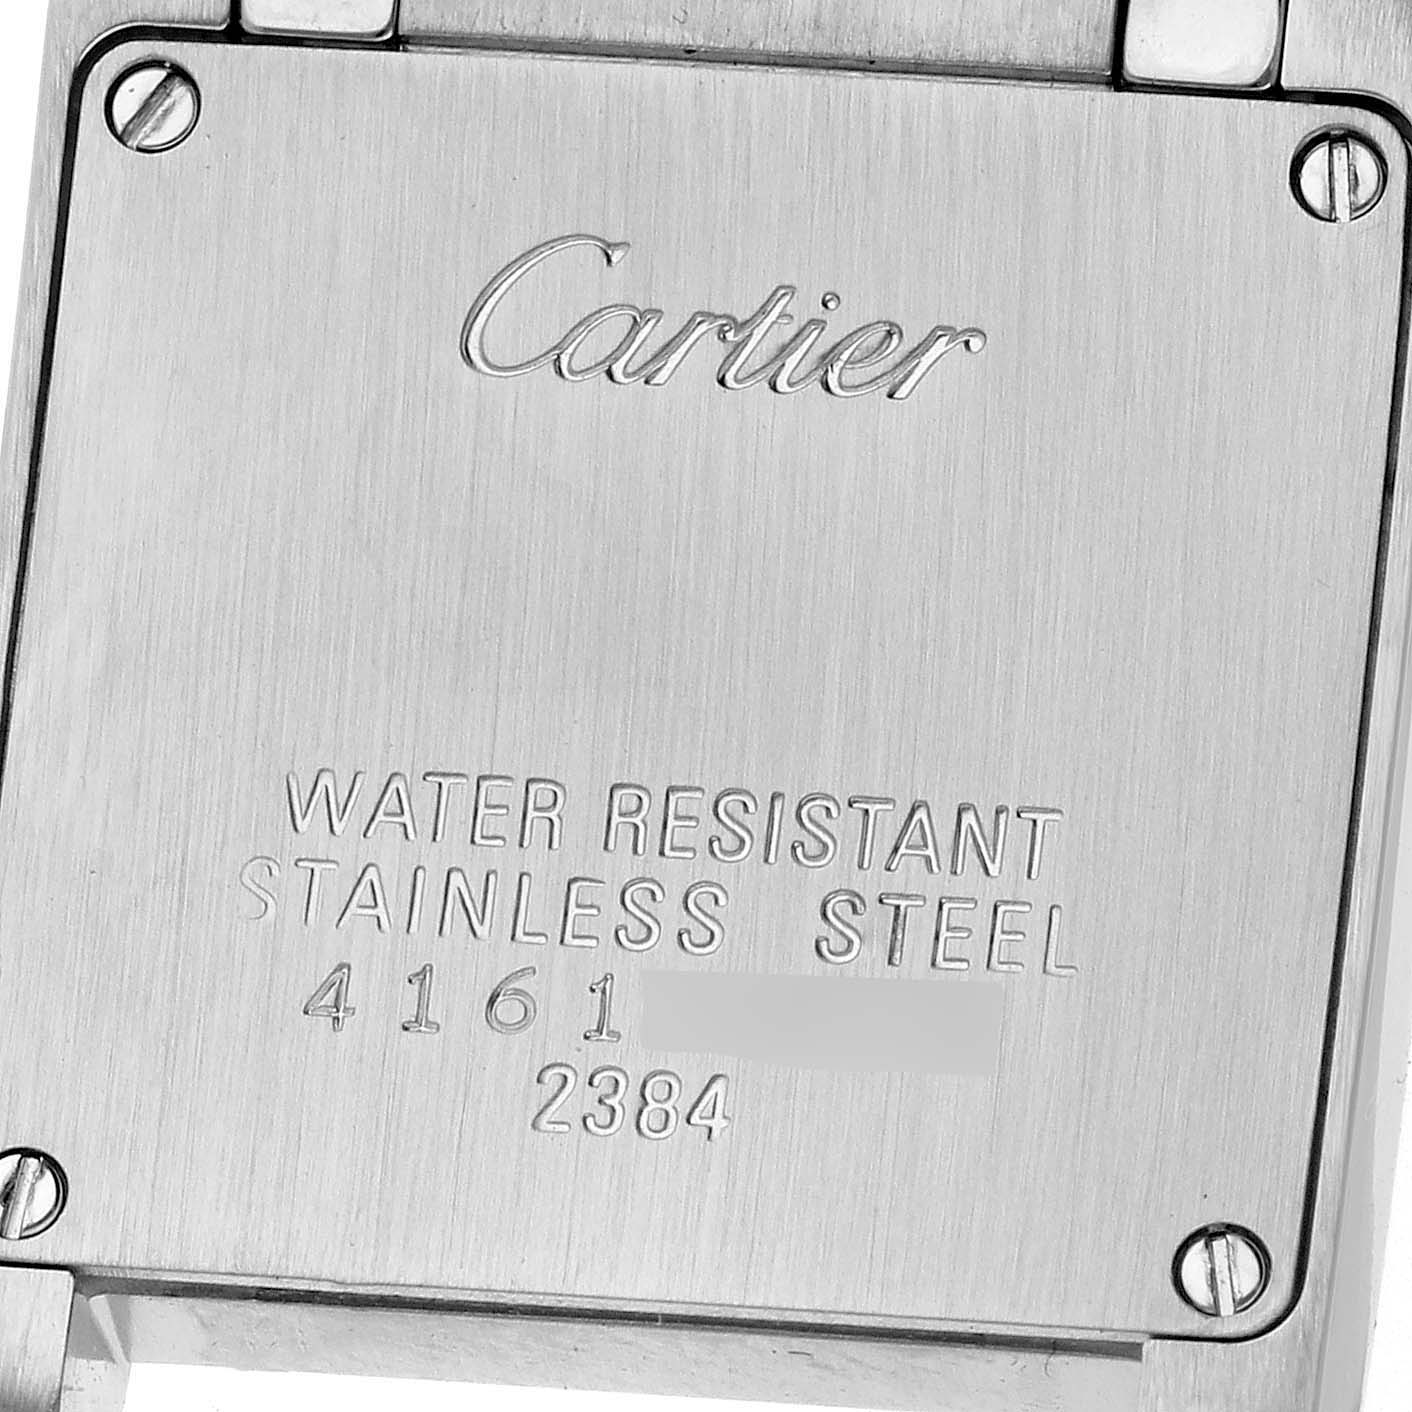 Cartier
WATER RESISTANT
STAINLESS STEEL
4161
2384